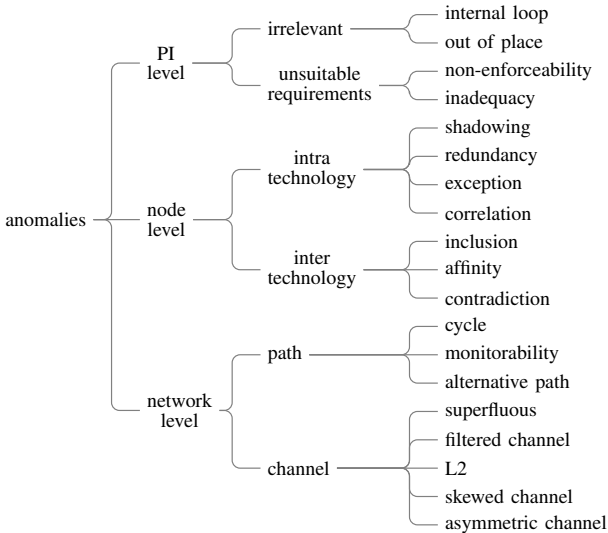 anomalies
PI
level
irrelevant
internal loop
out of place
unsuitable
requirements
non-enforceability
inadequacy
node
level
intra
technology
shadowing
redundancy
exception
correlation
inter
technology
inclusion
affinity
contradiction
network
level
path
cycle
monitorability
alternative path
channel
superfluous
filtered channel
L2
skewed channel
asymmetric channel